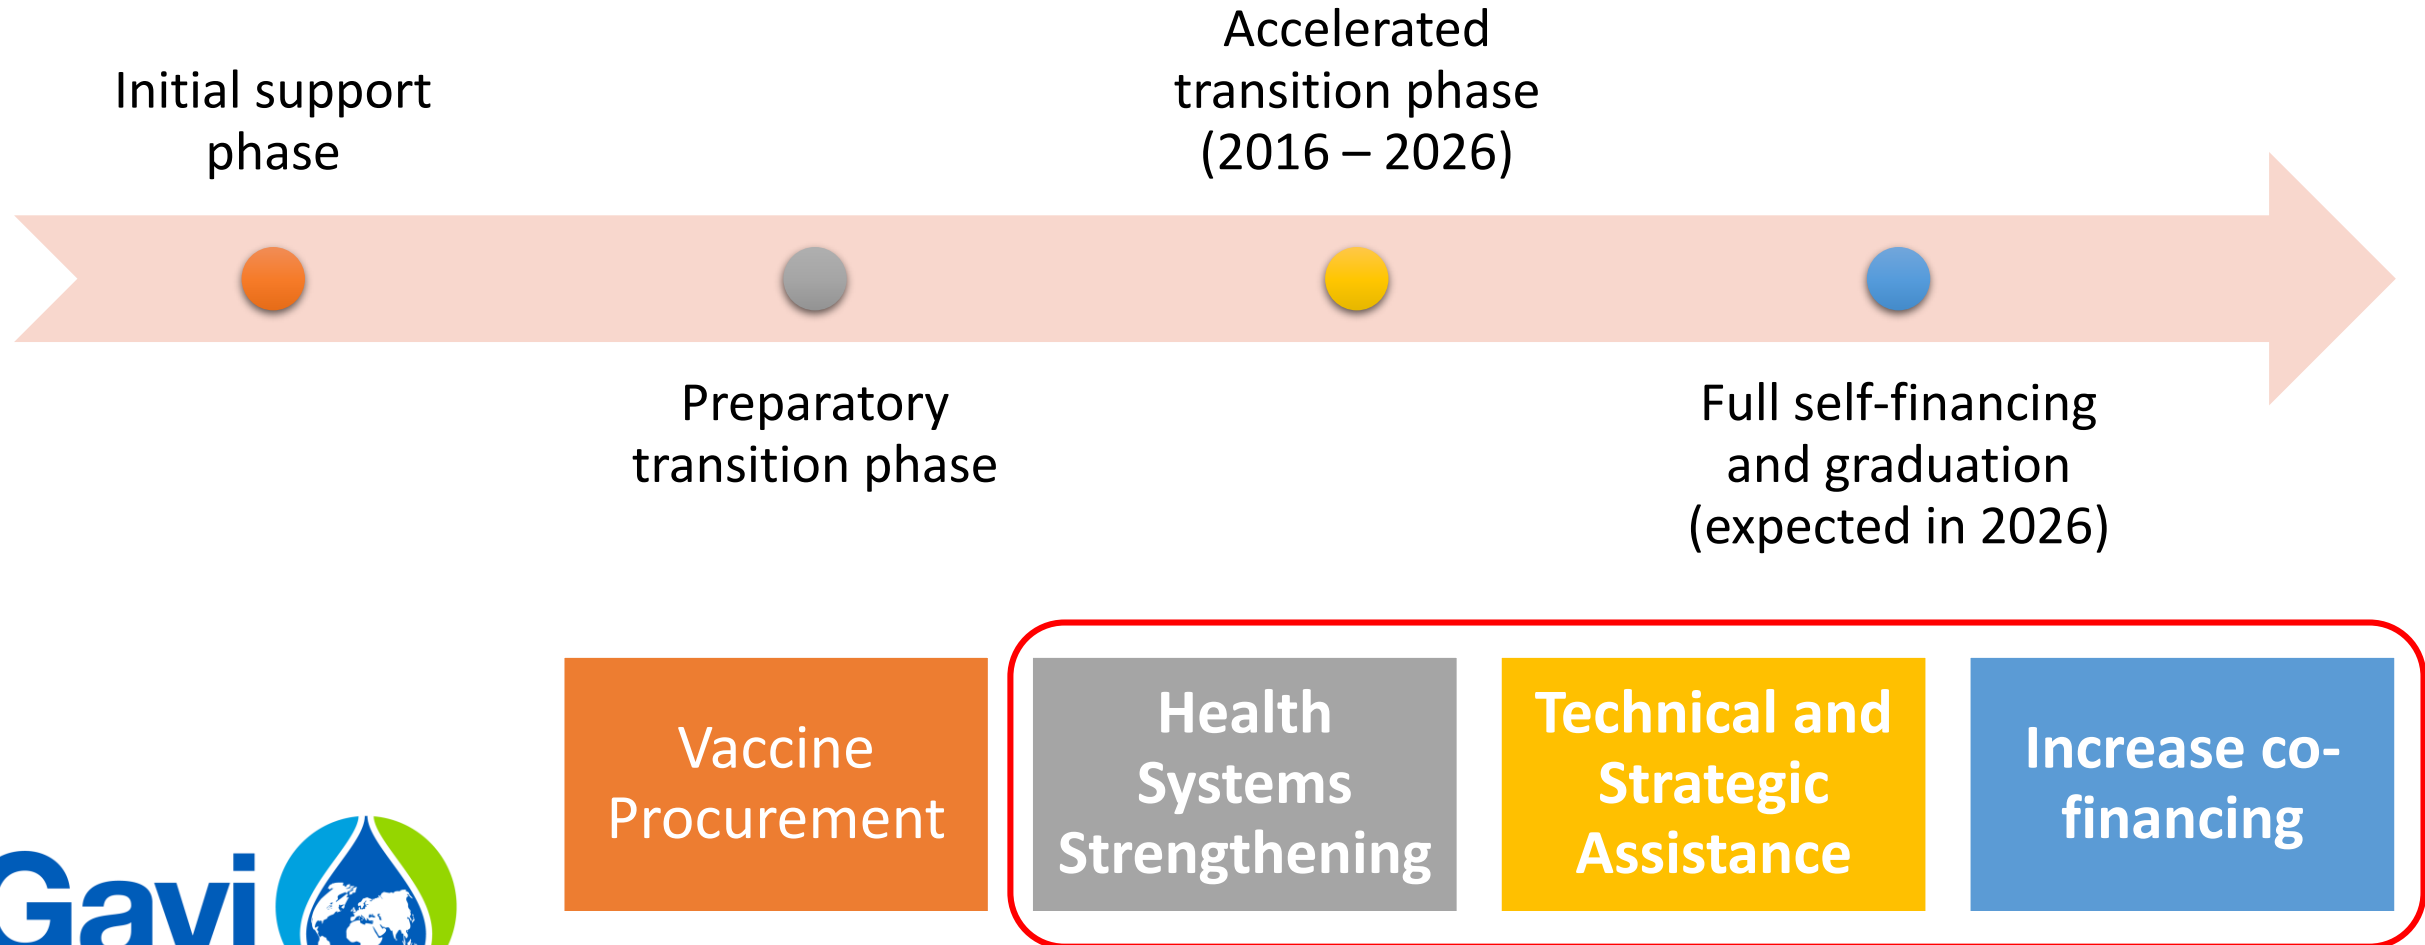 Initial support
phase
Accelerated
transition phase
(2016 – 2026)
Preparatory
transition phase
Full self-financing
and graduation
(expected in 2026)
Vaccine
Procurement
Health
Systems
Strengthening
Technical and
Strategic
Assistance
Increase co-
financing
Gavi